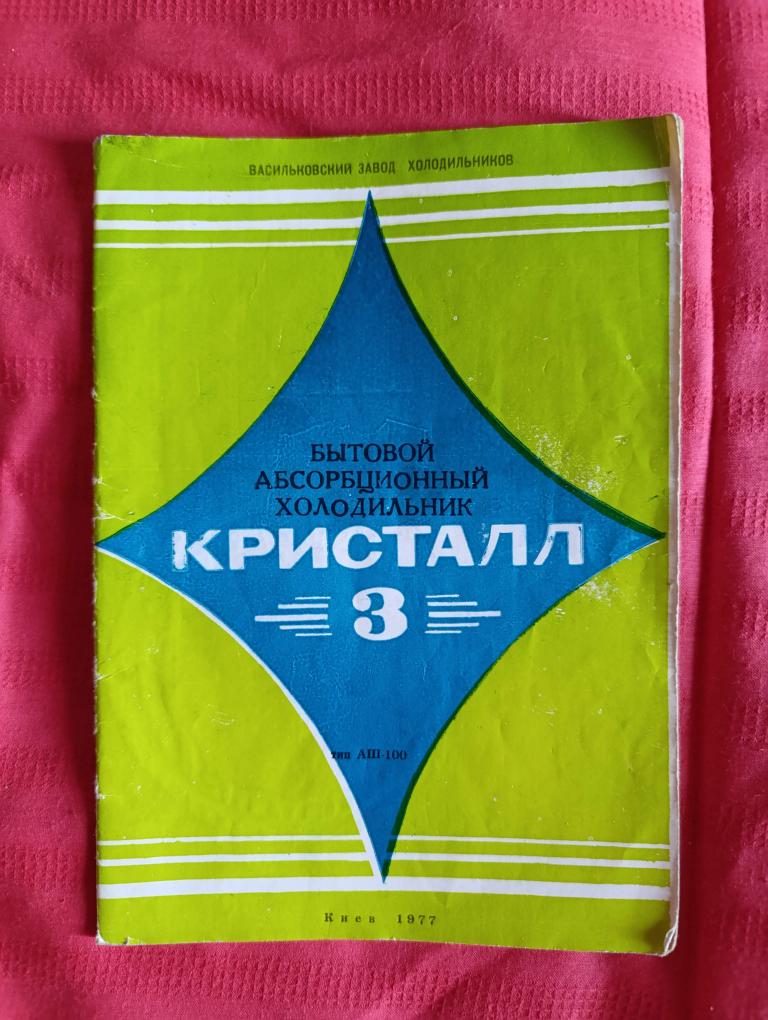 ВАСИЛЬКОВСКИЙ ЗАВОД ХОЛОДИЛЬНИКОВ
БЫТОВОЙ
АБСОРБЦИОННЫЙ
ХОЛОДИЛЬНИК
КРИСТАЛЛ
3
тип АШ-100
Киев 1977